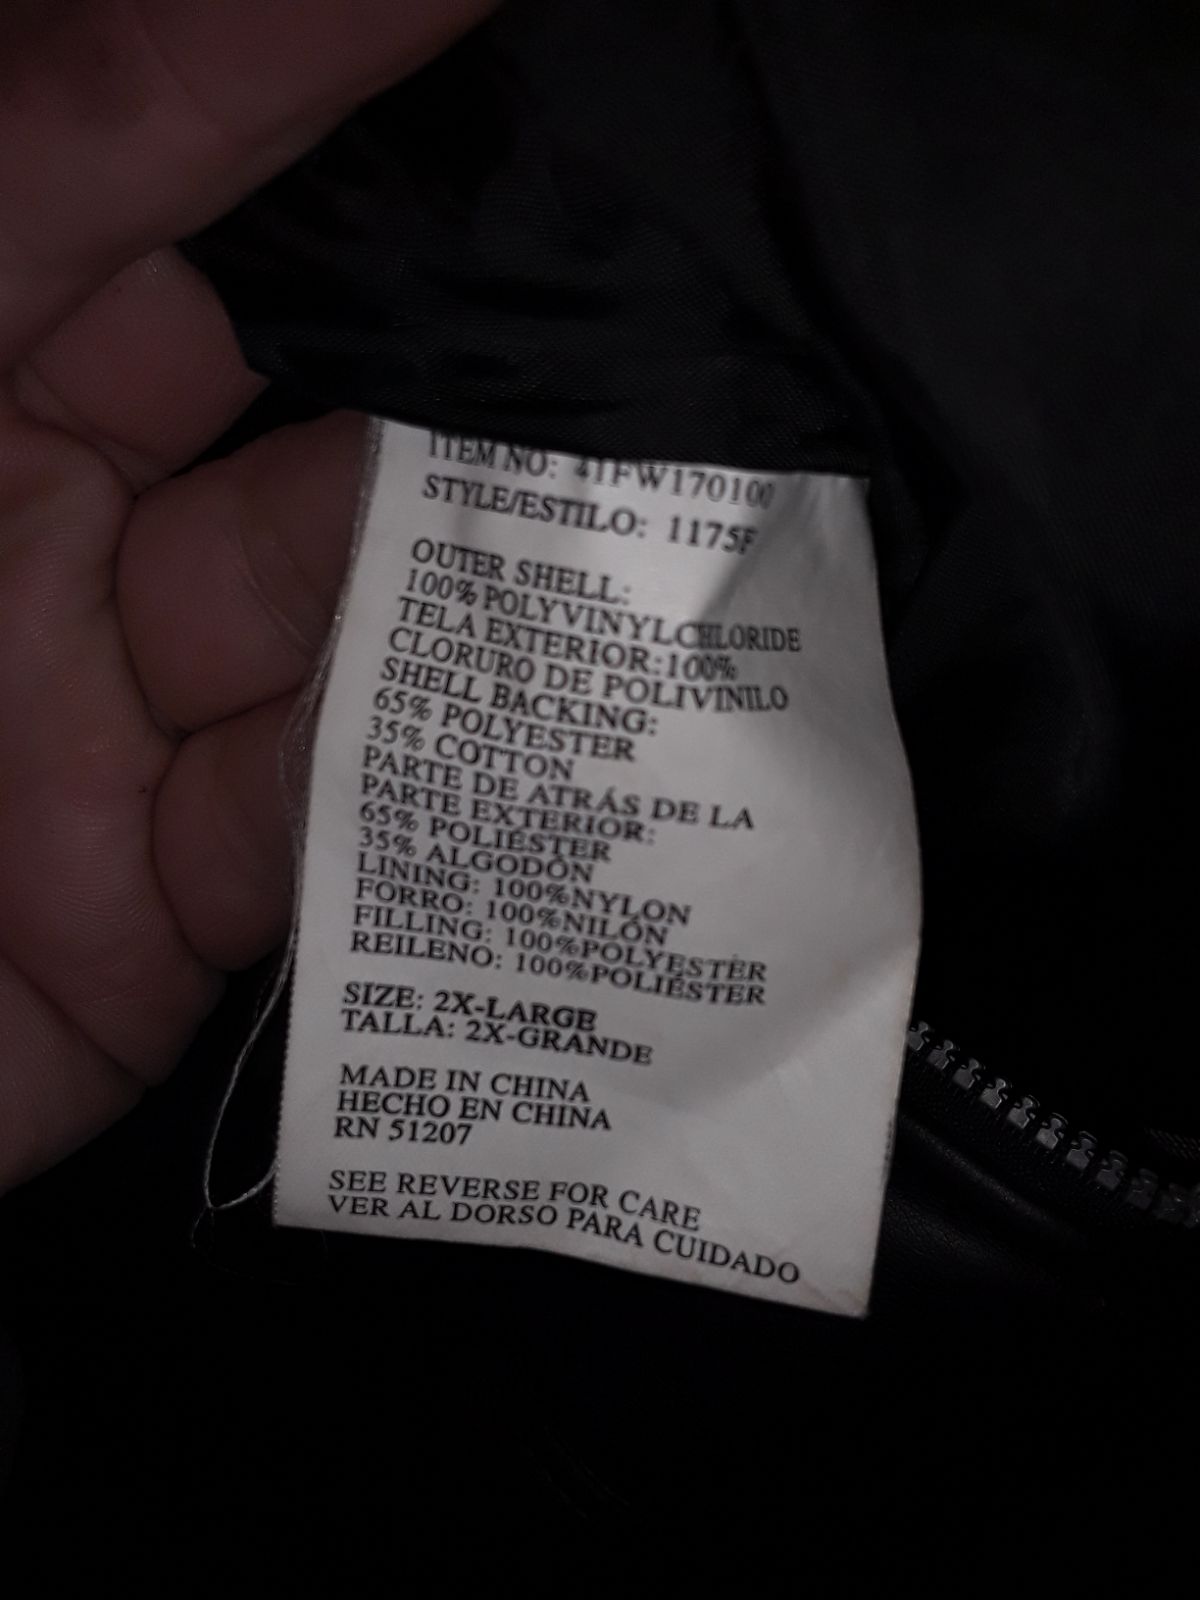 ITEM NO: 41FW170100
STYLE/ESTILO: 1175F
OUTER SHELL:
100% POLYVINYLCHLORIDE
TELA EXTERIOR:100%
CLORURO DE POLIVINILO
SHELL BACKING:
65% POLYESTER
35% COTTON
PARTE DE ATRÁS DE LA
PARTE EXTERIOR:
65% POLIÉSTER
35% ALGODÓN
LINING: 100%NYLON
FORRO: 100%NILÓN
FILLING: 100%POLYESTER
REILENO: 100%POLIÉSTER
SIZE: 2X-LARGE
TALLA: 2X-GRANDE
MADE IN CHINA
HECHO EN CHINA
RN 51207
SEE REVERSE FOR CARE
VER AL DORSO PARA CUIDADO